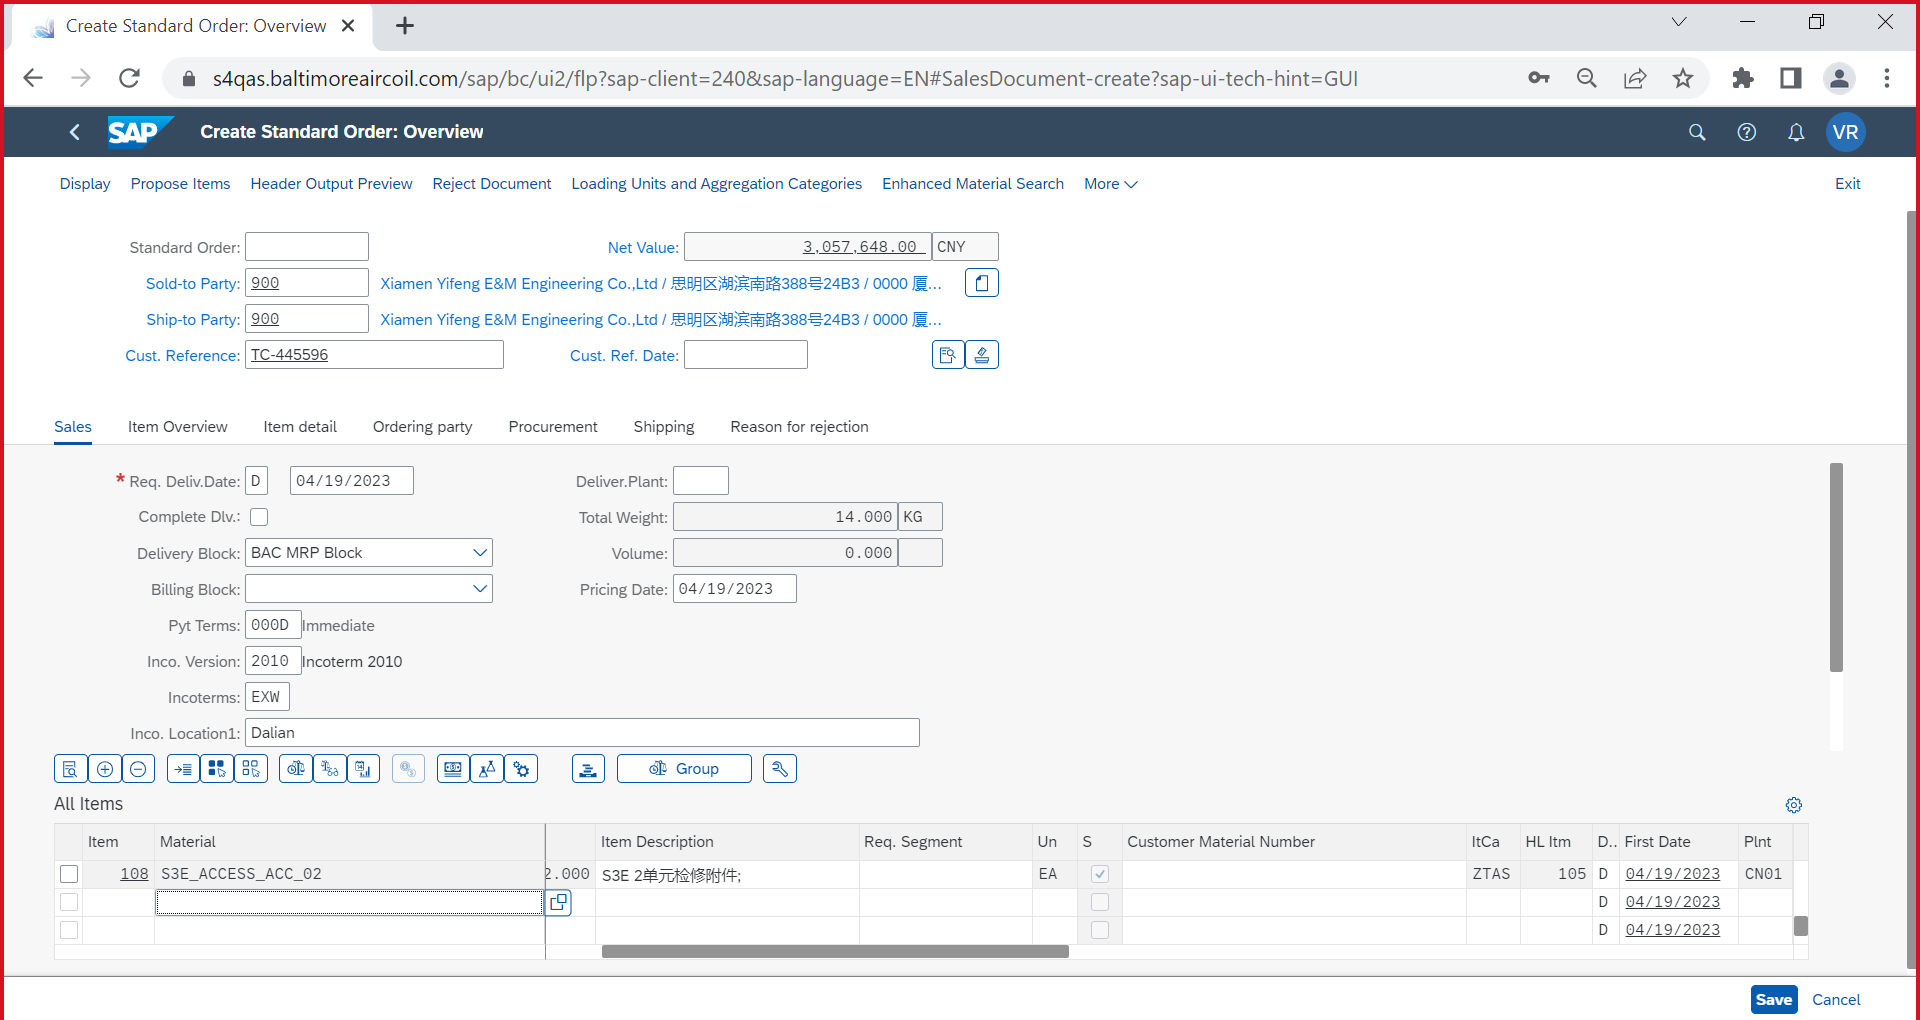 Create Standard Order: Overview
s4qas.baltimoreaircoil.com/sap/bc/ui2/flp?sap-client=240&sap-language=EN#SalesDocument-create?sap-ui-tech-hint=GUI
SAP Create Standard Order: Overview VR
Display Propose Items Header Output Preview Reject Document Loading Units and Aggregation Categories Enhanced Material Search More Exit
Standard Order: Net Value: 3,057,648.00 CNY
Sold-to Party: 900 Xiamen Yifeng E&M Engineering Co.,Ltd / 思明区湖滨南路388号24B3 / 0000 厦...
Ship-to Party: 900 Xiamen Yifeng E&M Engineering Co.,Ltd / 思明区湖滨南路388号24B3 / 0000 厦...
Cust. Reference: TC-445596 Cust. Ref. Date:
Sales Item Overview Item detail Ordering party Procurement Shipping Reason for rejection
* Req. Deliv.Date: D 04/19/2023 Deliver.Plant:
Complete Dlv.: Total Weight: 14.000 KG
Delivery Block: BAC MRP Block Volume: 0.000
Billing Block: Pricing Date: 04/19/2023
Pyt Terms: 000D Immediate
Inco. Version: 2010 Incoterm 2010
Incoterms: EXW
Inco. Location1: Dalian
Group
All Items
Item Material Item Description Req. Segment Un S Customer Material Number ItCa HL Itm D.. First Date Plnt
108 S3E_ACCESS_ACC_02 2.000 S3E 2单元检修附件; EA ZTAS 105 D 04/19/2023 CN01
D 04/19/2023
D 04/19/2023
Save Cancel